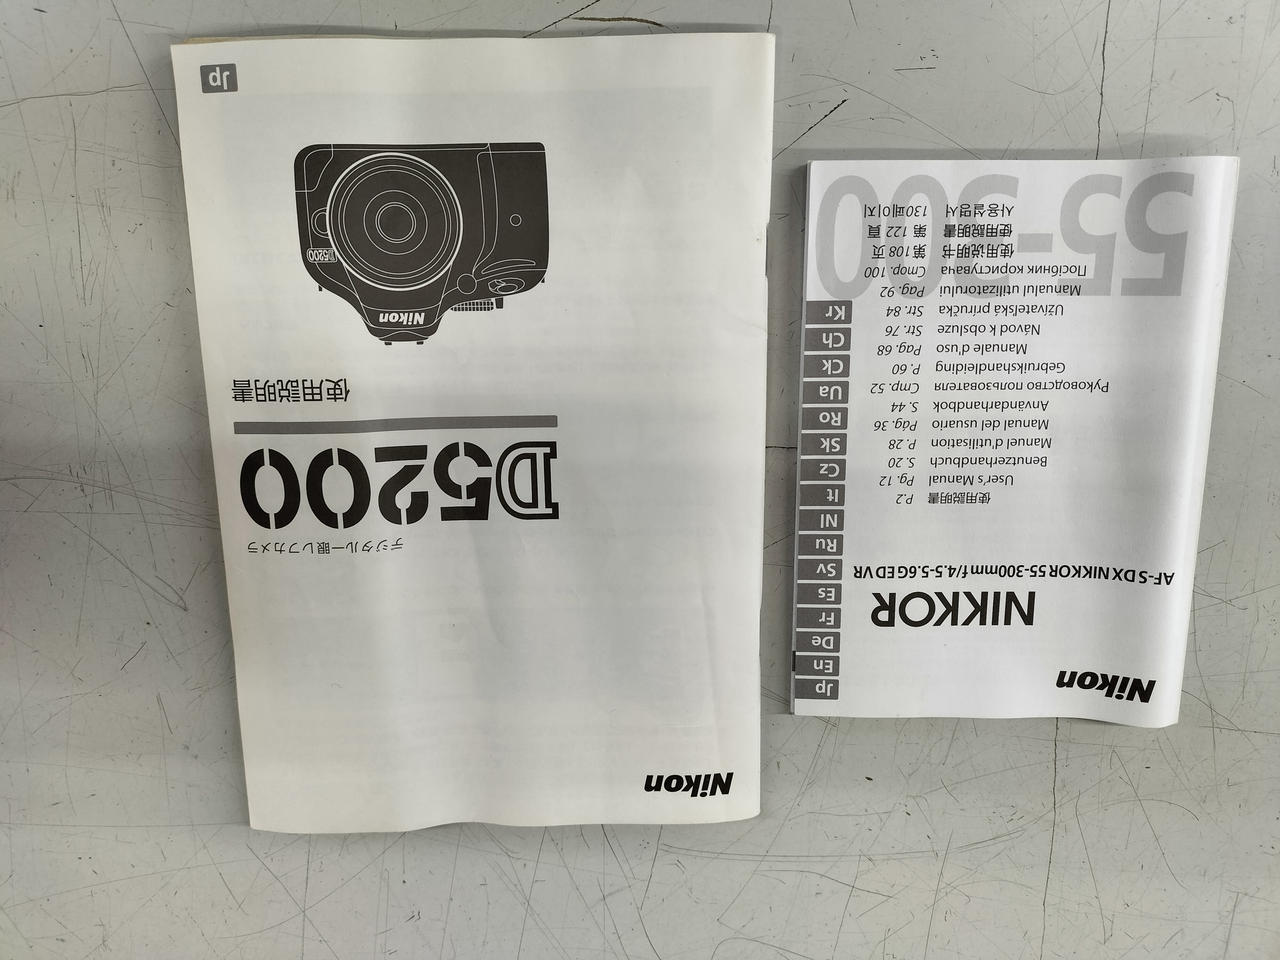 Nikon
デジタル一眼レフカメラ
D5200
使用説明書
Nikon
D5200
Jp
Nikon
NIKKOR
AF-S DX NIKKOR 55-300mm f/4.5-5.6G ED VR
使用説明書 P.2
User's Manual Pg. 12
Benutzerhandbuch S. 20
Manuel d'utilisation P. 28
Manual del usuario Pág. 36
Användarhandbok S. 44
Руководство пользователя Стр. 52
Gebruikshandleiding P. 60
Manuale d'uso Pag. 68
Návod k obsluze Str. 76
Užívateľská príručka Str. 84
Manualul utilizatorului Pag. 92
Посібник користувача Стор. 100
使用说明书 第 108 页
使用說明書 第 122 頁
사용설명서 130페이지
55-300
Jp
En
De
Fr
Es
Sv
Ru
Nl
It
Cz
Sk
Ro
Ua
Ck
Ch
Kr